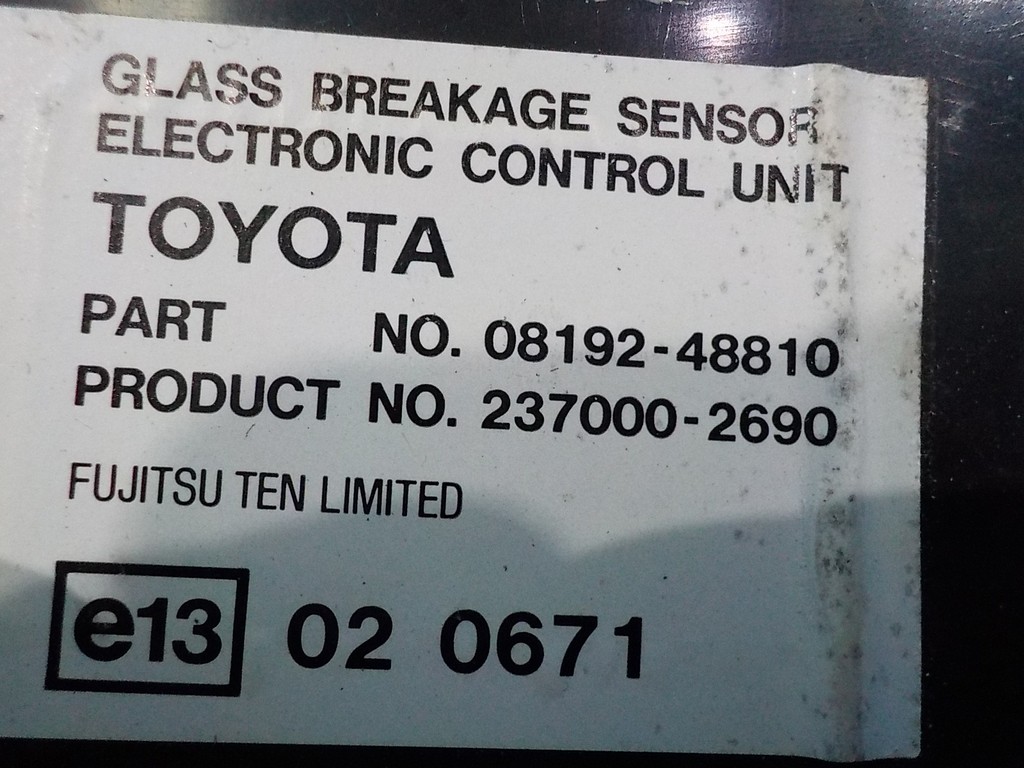 GLASS BREAKAGE SENSOR
ELECTRONIC CONTROL UNIT
TOYOTA
PART NO. 08192-48810
PRODUCT NO. 237000-2690
FUJITSU TEN LIMITED
e13 02 0671